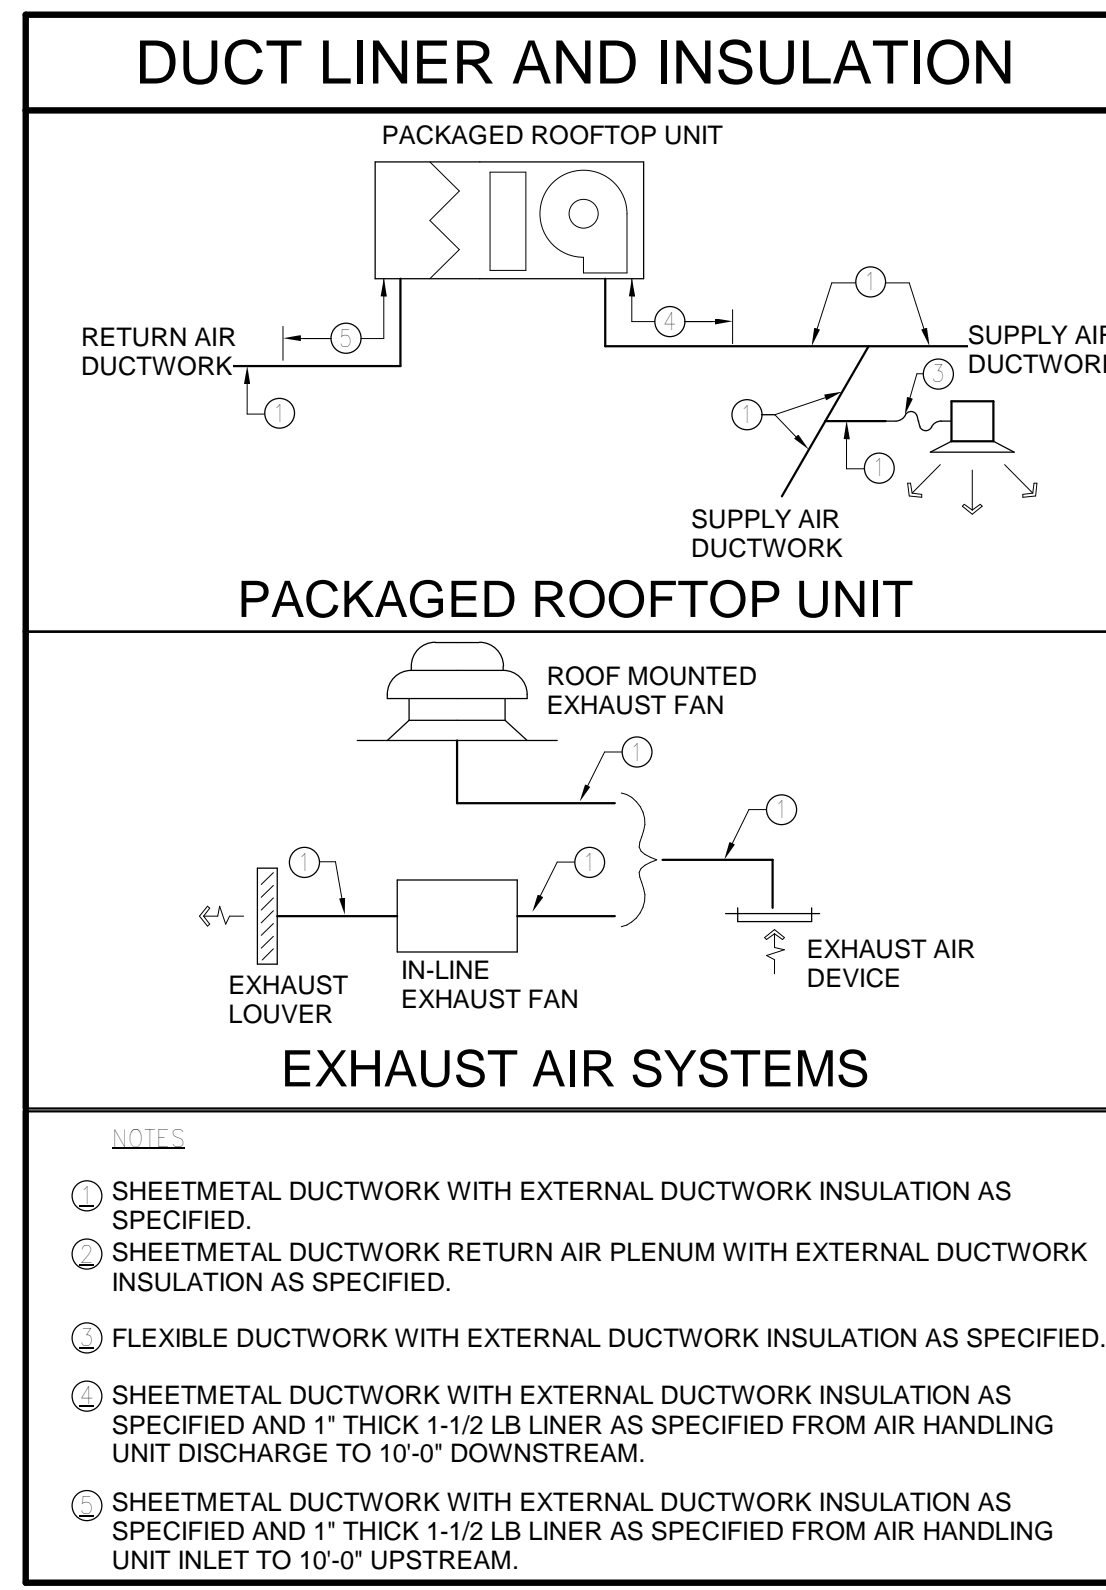 DUCT LINER AND INSULATION
PACKAGED ROOFTOP UNIT
1
5
4
RETURN AIR
DUCTWORK
SUPPLY AIR
DUCTWORK
3
1
1
1
SUPPLY AIR
DUCTWORK
PACKAGED ROOFTOP UNIT
ROOF MOUNTED
EXHAUST FAN
1
1
1
1
EXHAUST
LOUVER
IN-LINE
EXHAUST FAN
EXHAUST AIR
DEVICE
EXHAUST AIR SYSTEMS
NOTES
1 SHEETMETAL DUCTWORK WITH EXTERNAL DUCTWORK INSULATION AS
SPECIFIED.
2 SHEETMETAL DUCTWORK RETURN AIR PLENUM WITH EXTERNAL DUCTWORK
INSULATION AS SPECIFIED.
3 FLEXIBLE DUCTWORK WITH EXTERNAL DUCTWORK INSULATION AS SPECIFIED.
4 SHEETMETAL DUCTWORK WITH EXTERNAL DUCTWORK INSULATION AS
SPECIFIED AND 1" THICK 1-1/2 LB LINER AS SPECIFIED FROM AIR HANDLING
UNIT DISCHARGE TO 10'-0" DOWNSTREAM.
5 SHEETMETAL DUCTWORK WITH EXTERNAL DUCTWORK INSULATION AS
SPECIFIED AND 1" THICK 1-1/2 LB LINER AS SPECIFIED FROM AIR HANDLING
UNIT INLET TO 10'-0" UPSTREAM.